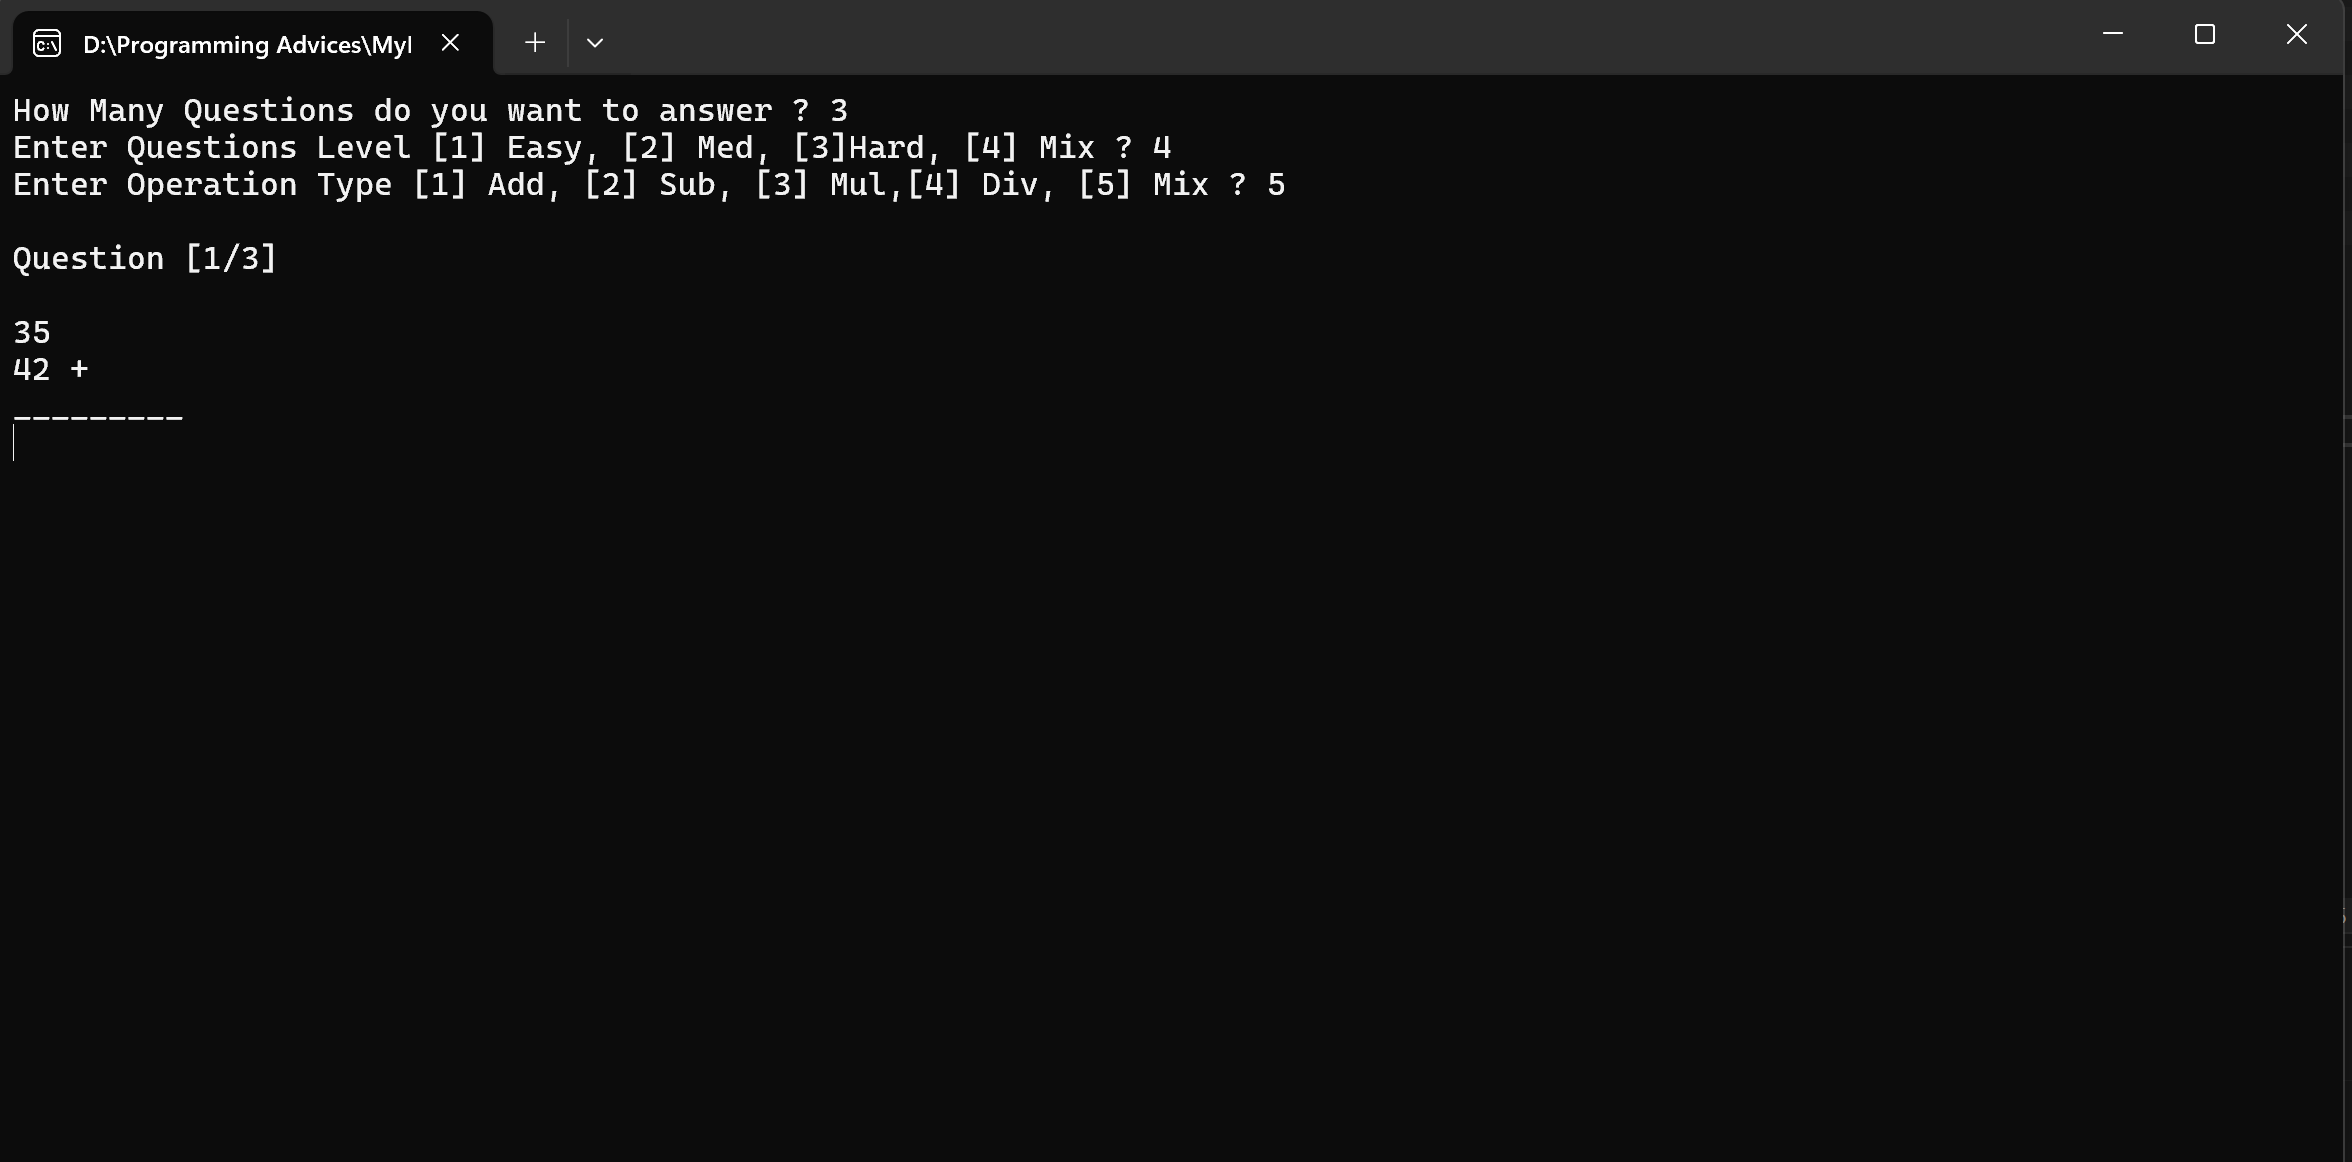 D:\Programming Advices\Myl
How Many Questions do you want to answer ? 3
Enter Questions Level [1] Easy, [2] Med, [3]Hard, [4] Mix ? 4
Enter Operation Type [1] Add, [2] Sub, [3] Mul,[4] Div, [5] Mix ? 5
Question [1/3]
35
42 +
_________